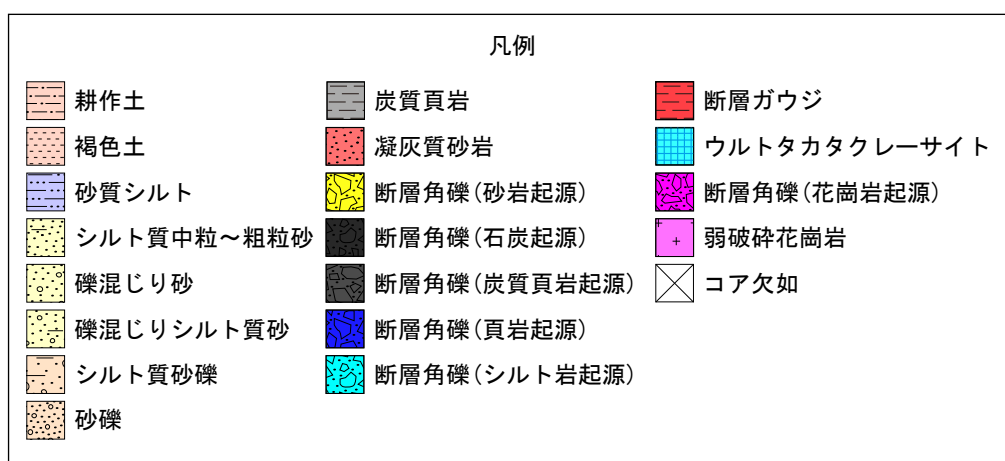 凡例
耕作土
褐色土
砂質シルト
シルト質中粒～粗粒砂
礫混じり砂
礫混じりシルト質砂
シルト質砂礫
砂礫
炭質頁岩
凝灰質砂岩
断層角礫(砂岩起源)
断層角礫(石炭起源)
断層角礫(炭質頁岩起源)
断層角礫(頁岩起源)
断層角礫(シルト岩起源)
断層ガウジ
ウルトタカタクレーサイト
断層角礫(花崗岩起源)
弱破砕花崗岩
コア欠如